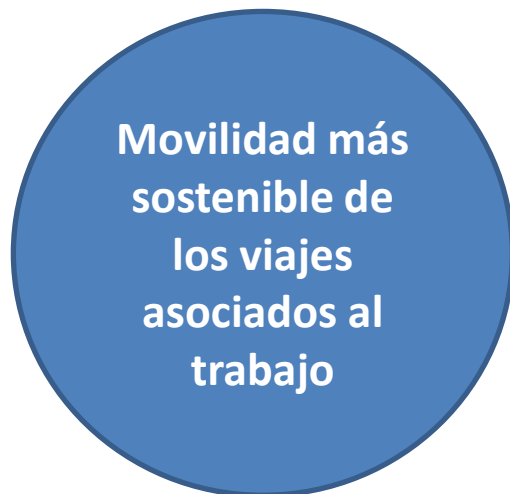 Movilidad más
sostenible de
los viajes
asociados al
trabajo